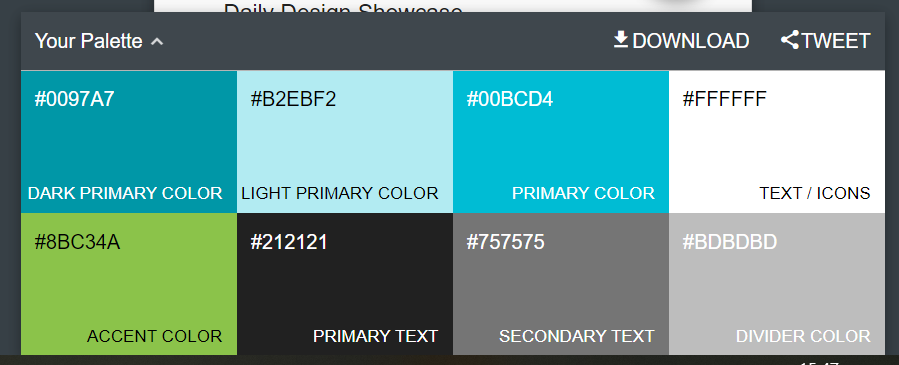 Daily Design Showcase
Your Palette
DOWNLOAD
TWEET
#0097A7
#B2EBF2
#00BCD4
#FFFFFF
DARK PRIMARY COLOR
LIGHT PRIMARY COLOR
PRIMARY COLOR
TEXT / ICONS
#8BC34A
#212121
#757575
#BDBDBD
ACCENT COLOR
PRIMARY TEXT
SECONDARY TEXT
DIVIDER COLOR